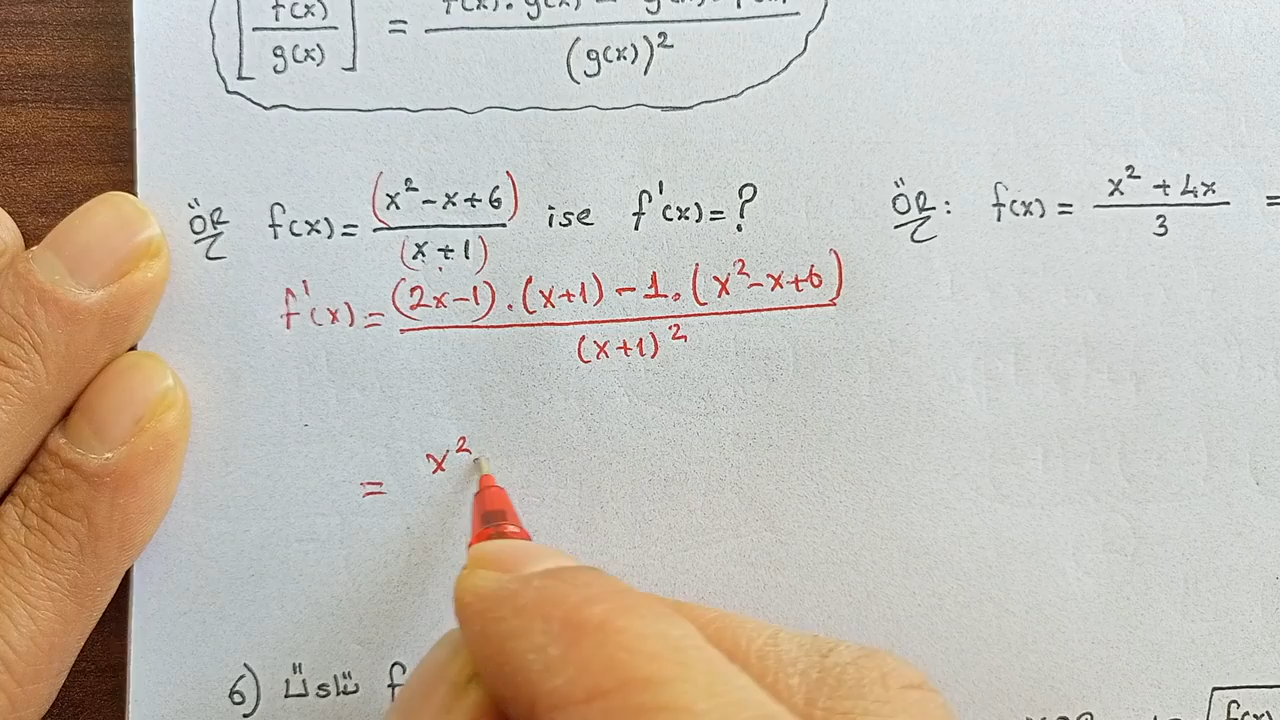 [f(x)/g(x)] = / (g(x))²
ÖR f(x) = (x²-x+6)/(x+1) ise f'(x)=?
f'(x) = (2x-1).(x+1) - 1.(x²-x+6)/(x+1)²
= x²
ÖR: f(x) = x²+4x/3 =
6) Üslü f